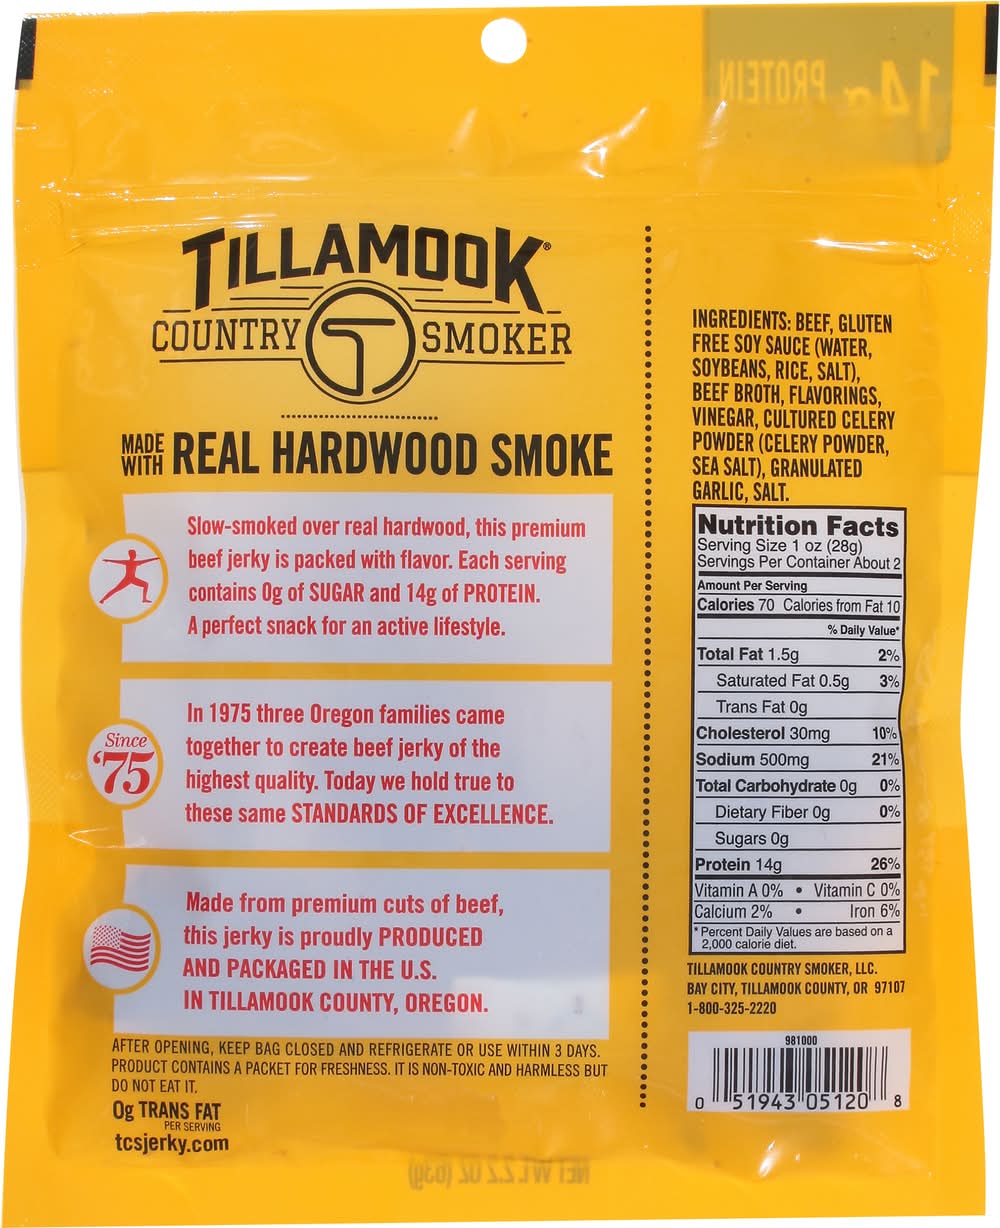 14g PROTEIN
TILLAMOOK®
COUNTRY SMOKER
MADE WITH REAL HARDWOOD SMOKE
Slow-smoked over real hardwood, this premium
beef jerky is packed with flavor. Each serving
contains 0g of SUGAR and 14g of PROTEIN.
A perfect snack for an active lifestyle.
Since
'75
In 1975 three Oregon families came
together to create beef jerky of the
highest quality. Today we hold true to
these same STANDARDS OF EXCELLENCE.
Made from premium cuts of beef,
this jerky is proudly PRODUCED
AND PACKAGED IN THE U.S.
IN TILLAMOOK COUNTY, OREGON.
AFTER OPENING, KEEP BAG CLOSED AND REFRIGERATE OR USE WITHIN 3 DAYS.
PRODUCT CONTAINS A PACKET FOR FRESHNESS. IT IS NON-TOXIC AND HARMLESS BUT
DO NOT EAT IT.
0g TRANS FAT
PER SERVING
tcsjerky.com
NET WT. 2.2 OZ (63g)
INGREDIENTS: BEEF, GLUTEN
FREE SOY SAUCE (WATER,
SOYBEANS, RICE, SALT),
BEEF BROTH, FLAVORINGS,
VINEGAR, CULTURED CELERY
POWDER (CELERY POWDER,
SEA SALT), GRANULATED
GARLIC, SALT.
Nutrition Facts
Serving Size 1 oz (28g)
Servings Per Container About 2
Amount Per Serving
Calories 70 Calories from Fat 10
% Daily Value*
Total Fat 1.5g 2%
Saturated Fat 0.5g 3%
Trans Fat 0g
Cholesterol 30mg 10%
Sodium 500mg 21%
Total Carbohydrate 0g 0%
Dietary Fiber 0g 0%
Sugars 0g
Protein 14g 26%
Vitamin A 0% • Vitamin C 0%
Calcium 2% • Iron 6%
*Percent Daily Values are based on a
2,000 calorie diet.
TILLAMOOK COUNTRY SMOKER, LLC.
BAY CITY, TILLAMOOK COUNTY, OR 97107
1-800-325-2220
981000
0 51943 05120 8